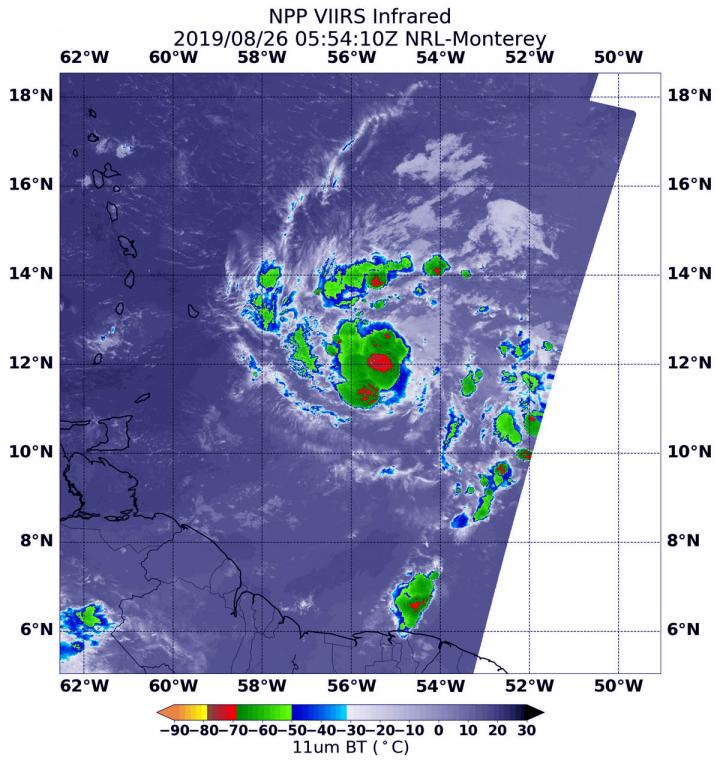 NPP VIIRS Infrared
2019/08/26 05:54:10Z NRL-Monterey
62°W 60°W 58°W 56°W 54°W 52°W 50°W
18°N 18°N
16°N 16°N
14°N 14°N
12°N 12°N
10°N 10°N
8°N 8°N
6°N 6°N
62°W 60°W 58°W 56°W 54°W 52°W 50°W
−90−80−70−60−50−40−30−20−10 0 10 20 30
11um BT (°C)